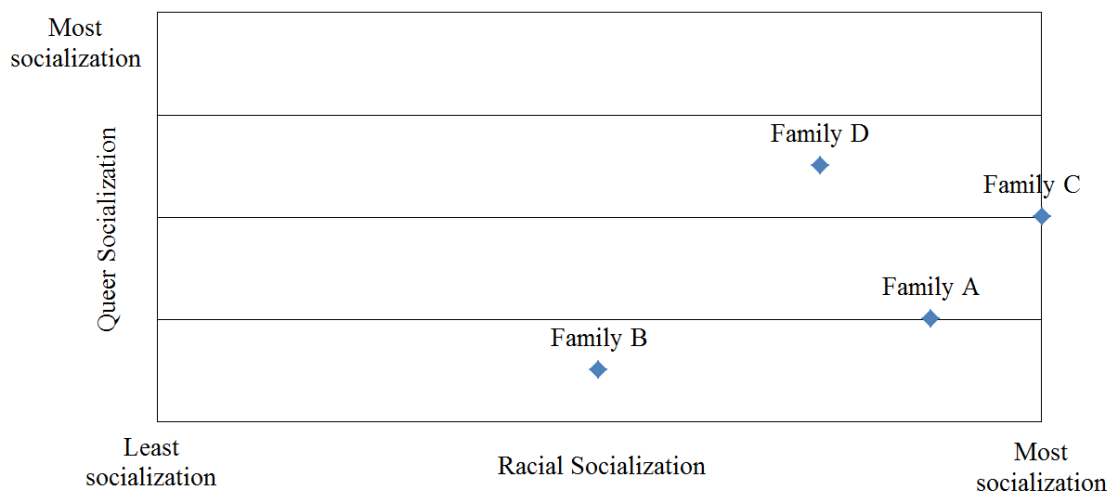 Most
socialization
Family D
Family C
Queer Socialization
Family A
Family B
Least
socialization
Racial Socialization
Most
socialization